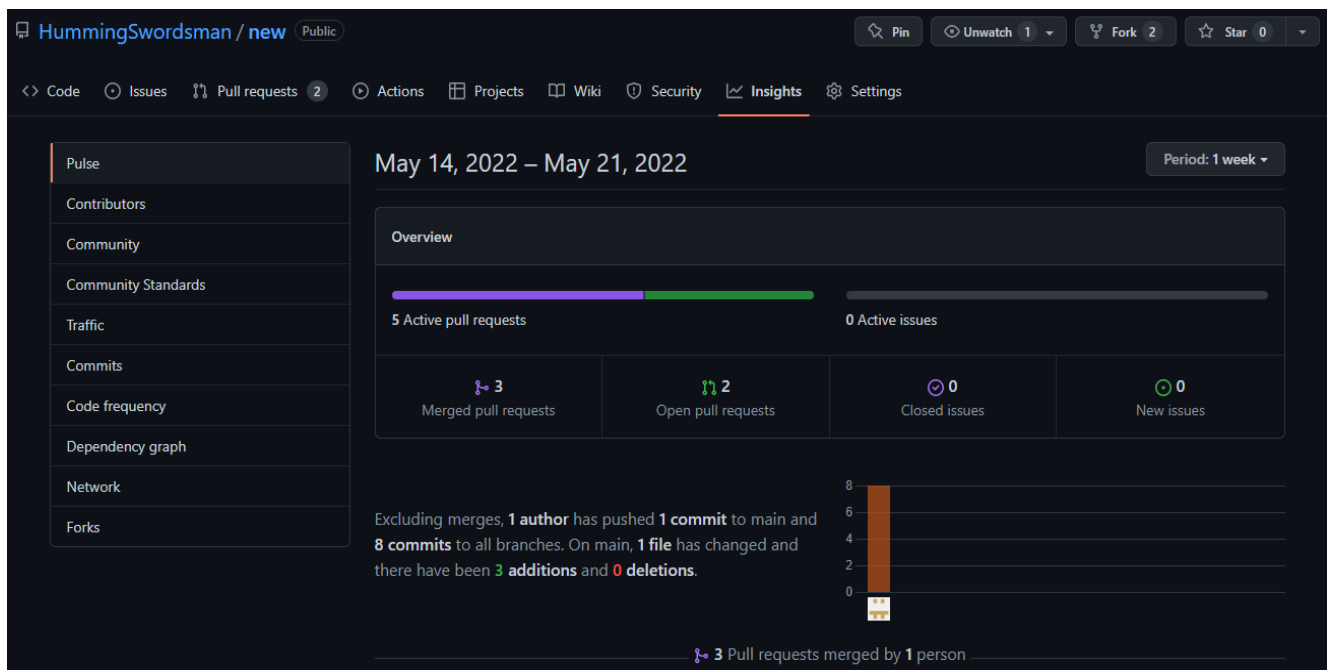 HummingSwordsman / new Public
Pin Unwatch 1 Fork 2 Star 0
Code Issues Pull requests 2 Actions Projects Wiki Security Insights Settings
Pulse
Contributors
Community
Community Standards
Traffic
Commits
Code frequency
Dependency graph
Network
Forks
May 14, 2022 – May 21, 2022
Period: 1 week
Overview
5 Active pull requests
0 Active issues
3
Merged pull requests
2
Open pull requests
0
Closed issues
0
New issues
Excluding merges, 1 author has pushed 1 commit to main and
8 commits to all branches. On main, 1 file has changed and
there have been 3 additions and 0 deletions.
8
6
4
2
0
3 Pull requests merged by 1 person